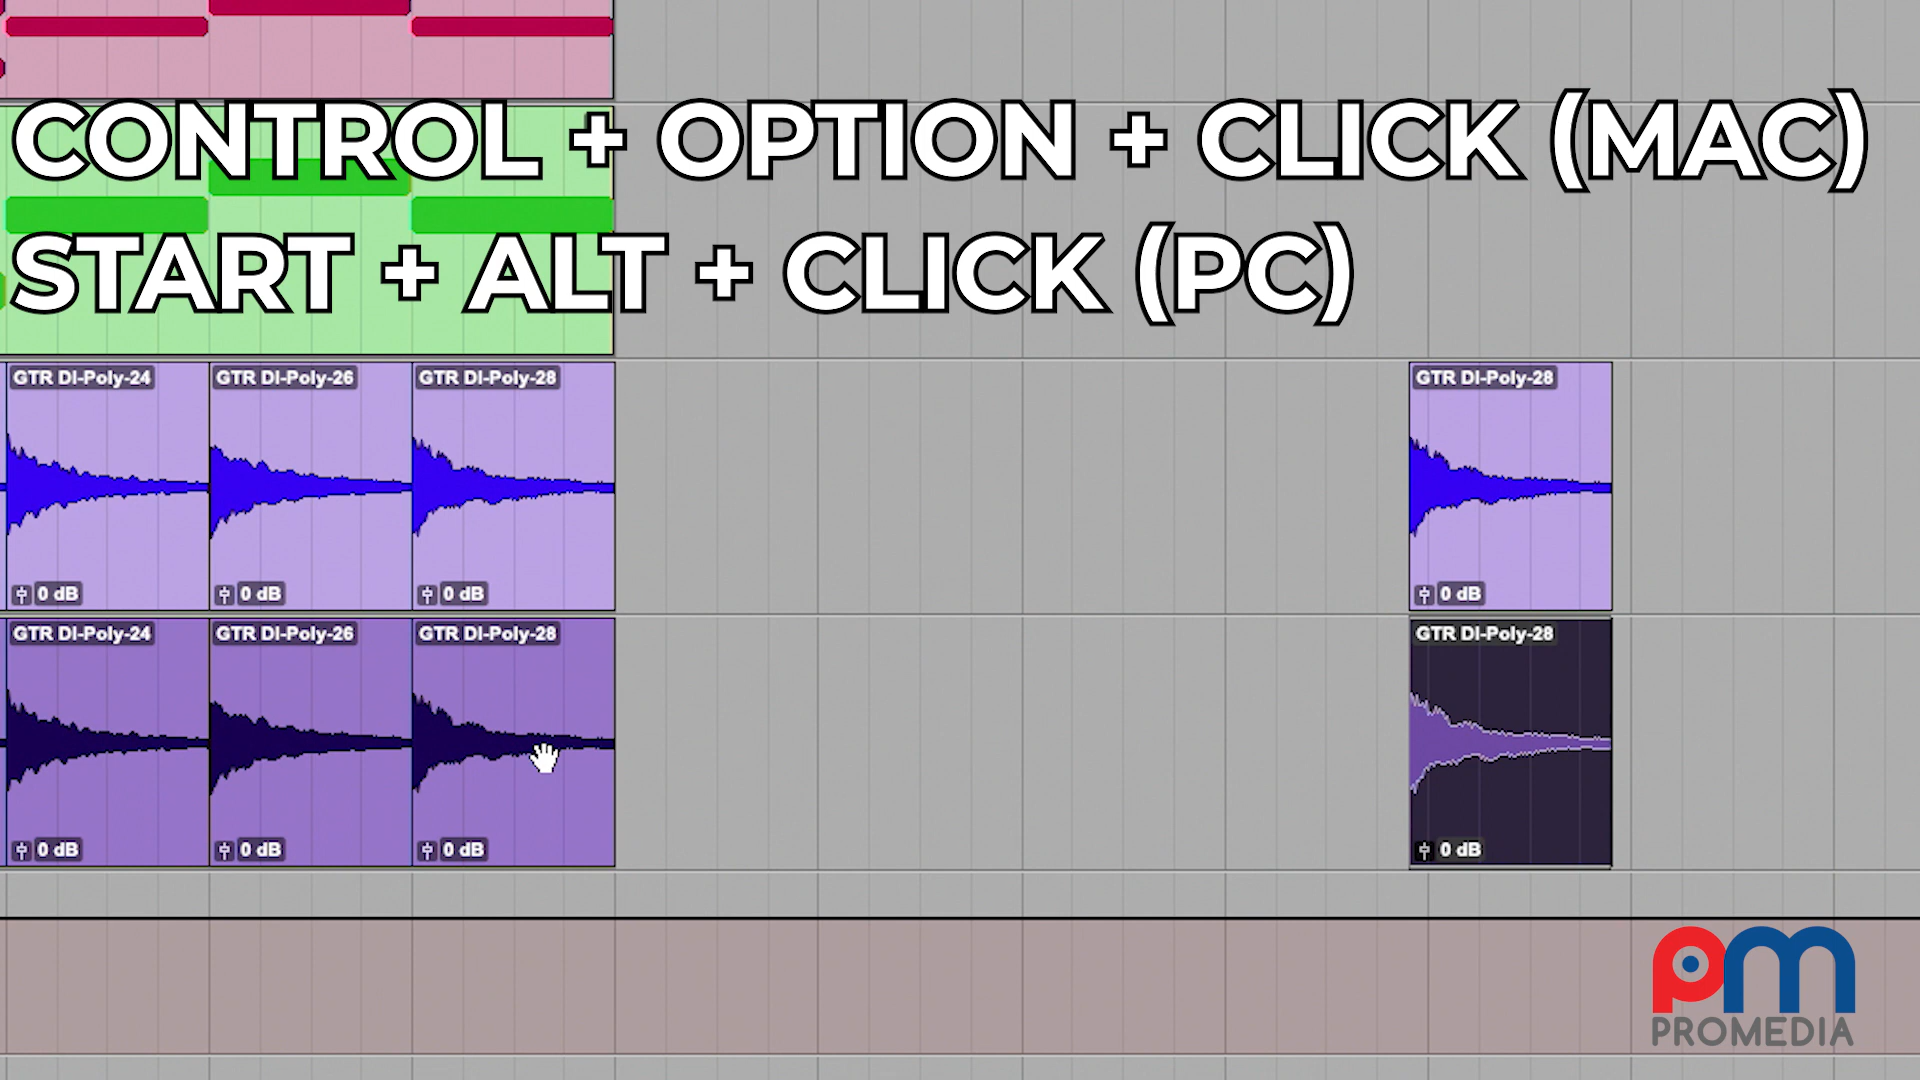 CONTROL + OPTION + CLICK (MAC)
START + ALT + CLICK (PC)
GTR DI-Poly-24
GTR DI-Poly-26
GTR DI-Poly-28
GTR DI-Poly-28
0 dB
0 dB
0 dB
0 dB
GTR DI-Poly-24
GTR DI-Poly-26
GTR DI-Poly-28
GTR DI-Poly-28
0 dB
0 dB
0 dB
0 dB
pm
PROMEDIA